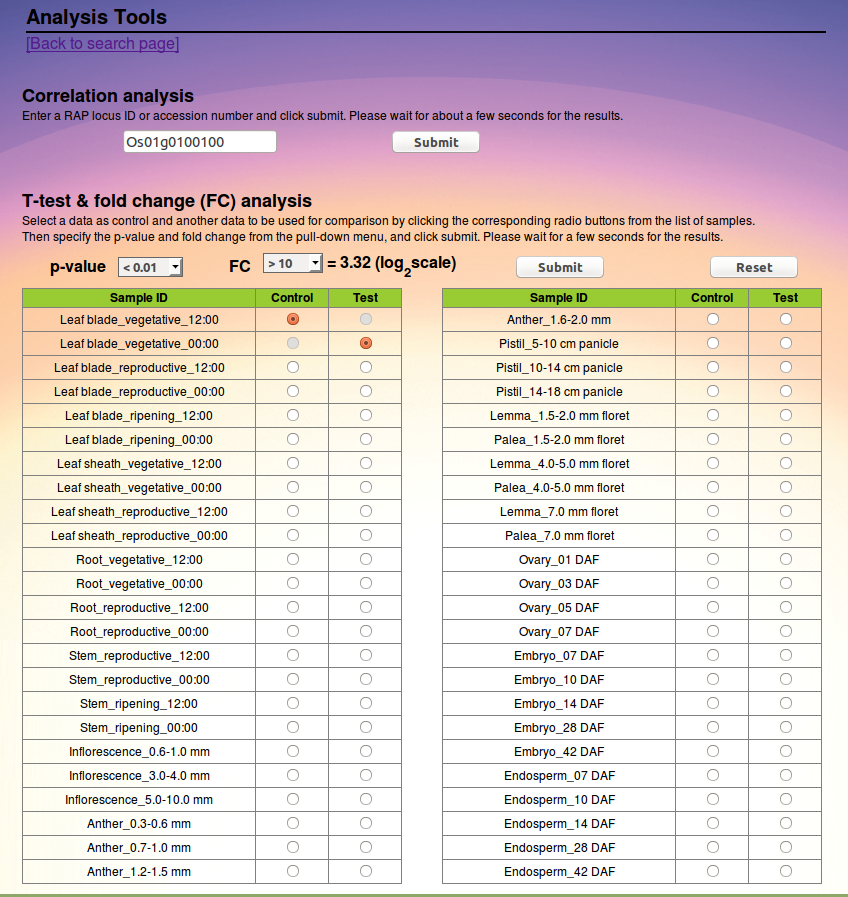 Analysis Tools
[Back to search page]
Correlation analysis
Enter a RAP locus ID or accession number and click submit. Please wait for about a few seconds for the results.
Os01g0100100 Submit
T-test & fold change (FC) analysis
Select a data as control and another data to be used for comparison by clicking the corresponding radio buttons from the list of samples.
Then specify the p-value and fold change from the pull-down menu, and click submit. Please wait for a few seconds for the results.
p-value < 0.01 FC > 10 = 3.32 (log2scale) Submit Reset
Sample ID Control Test
Leaf blade_vegetative_12:00
Leaf blade_vegetative_00:00
Leaf blade_reproductive_12:00
Leaf blade_reproductive_00:00
Leaf blade_ripening_12:00
Leaf blade_ripening_00:00
Leaf sheath_vegetative_12:00
Leaf sheath_vegetative_00:00
Leaf sheath_reproductive_12:00
Leaf sheath_reproductive_00:00
Root_vegetative_12:00
Root_vegetative_00:00
Root_reproductive_12:00
Root_reproductive_00:00
Stem_reproductive_12:00
Stem_reproductive_00:00
Stem_ripening_12:00
Stem_ripening_00:00
Inflorescence_0.6-1.0 mm
Inflorescence_3.0-4.0 mm
Inflorescence_5.0-10.0 mm
Anther_0.3-0.6 mm
Anther_0.7-1.0 mm
Anther_1.2-1.5 mm
Sample ID Control Test
Anther_1.6-2.0 mm
Pistil_5-10 cm panicle
Pistil_10-14 cm panicle
Pistil_14-18 cm panicle
Lemma_1.5-2.0 mm floret
Palea_1.5-2.0 mm floret
Lemma_4.0-5.0 mm floret
Palea_4.0-5.0 mm floret
Lemma_7.0 mm floret
Palea_7.0 mm floret
Ovary_01 DAF
Ovary_03 DAF
Ovary_05 DAF
Ovary_07 DAF
Embryo_07 DAF
Embryo_10 DAF
Embryo_14 DAF
Embryo_28 DAF
Embryo_42 DAF
Endosperm_07 DAF
Endosperm_10 DAF
Endosperm_14 DAF
Endosperm_28 DAF
Endosperm_42 DAF